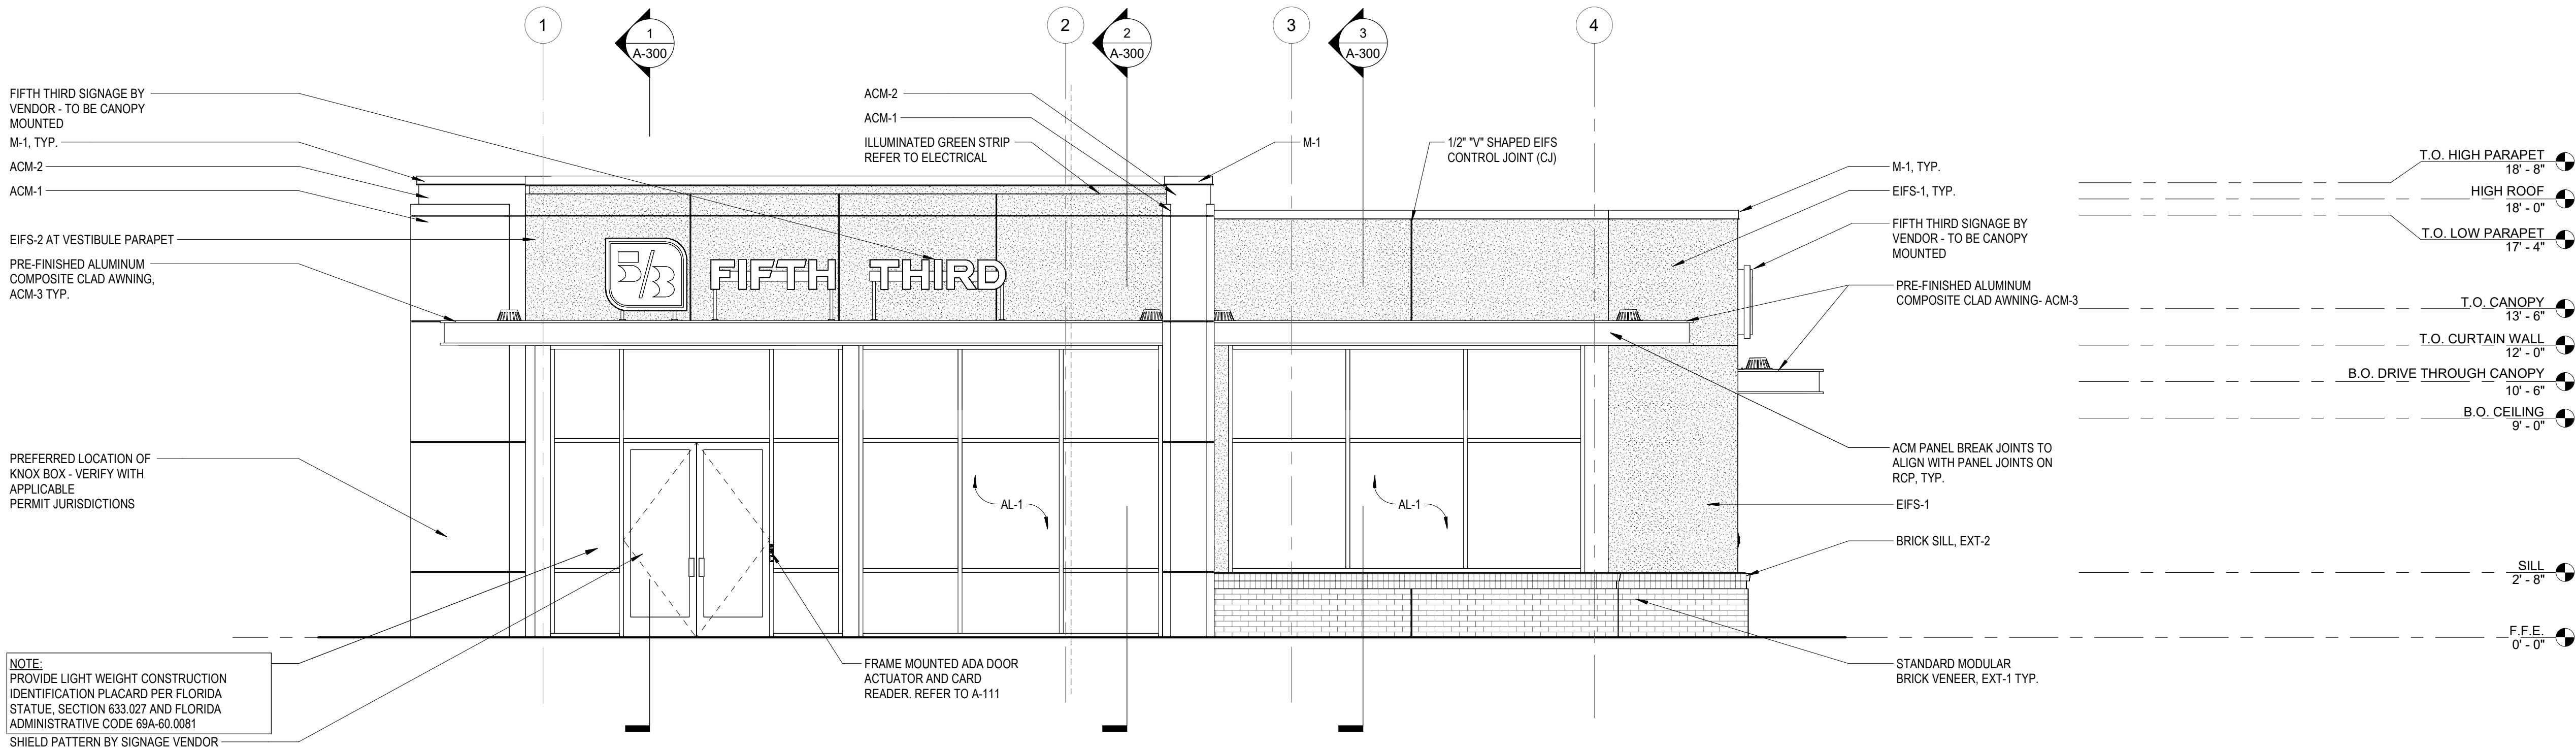 1
2
3
4
1
A-300
2
A-300
3
A-300
FIFTH THIRD SIGNAGE BY
VENDOR - TO BE CANOPY
MOUNTED
M-1, TYP.
ACM-2
ACM-1
EIFS-2 AT VESTIBULE PARAPET
PRE-FINISHED ALUMINUM
COMPOSITE CLAD AWNING,
ACM-3 TYP.
PREFERRED LOCATION OF
KNOX BOX - VERIFY WITH
APPLICABLE
PERMIT JURISDICTIONS
NOTE:
PROVIDE LIGHT WEIGHT CONSTRUCTION
IDENTIFICATION PLACARD PER FLORIDA
STATUE, SECTION 633.027 AND FLORIDA
ADMINISTRATIVE CODE 69A-60.0081
SHIELD PATTERN BY SIGNAGE VENDOR
ACM-2
ACM-1
ILLUMINATED GREEN STRIP
REFER TO ELECTRICAL
M-1
1/2" "V" SHAPED EIFS
CONTROL JOINT (CJ)
5/3 FIFTH THIRD
AL-1
AL-1
FRAME MOUNTED ADA DOOR
ACTUATOR AND CARD
READER. REFER TO A-111
M-1, TYP.
EIFS-1, TYP.
FIFTH THIRD SIGNAGE BY
VENDOR - TO BE CANOPY
MOUNTED
PRE-FINISHED ALUMINUM
COMPOSITE CLAD AWNING- ACM-3
ACM PANEL BREAK JOINTS TO
ALIGN WITH PANEL JOINTS ON
RCP, TYP.
EIFS-1
BRICK SILL, EXT-2
STANDARD MODULAR
BRICK VENEER, EXT-1 TYP.
T.O. HIGH PARAPET
18' - 8"
HIGH ROOF
18' - 0"
T.O. LOW PARAPET
17' - 4"
T.O. CANOPY
13' - 6"
T.O. CURTAIN WALL
12' - 0"
B.O. DRIVE THROUGH CANOPY
10' - 6"
B.O. CEILING
9' - 0"
SILL
2' - 8"
F.F.E.
0' - 0"